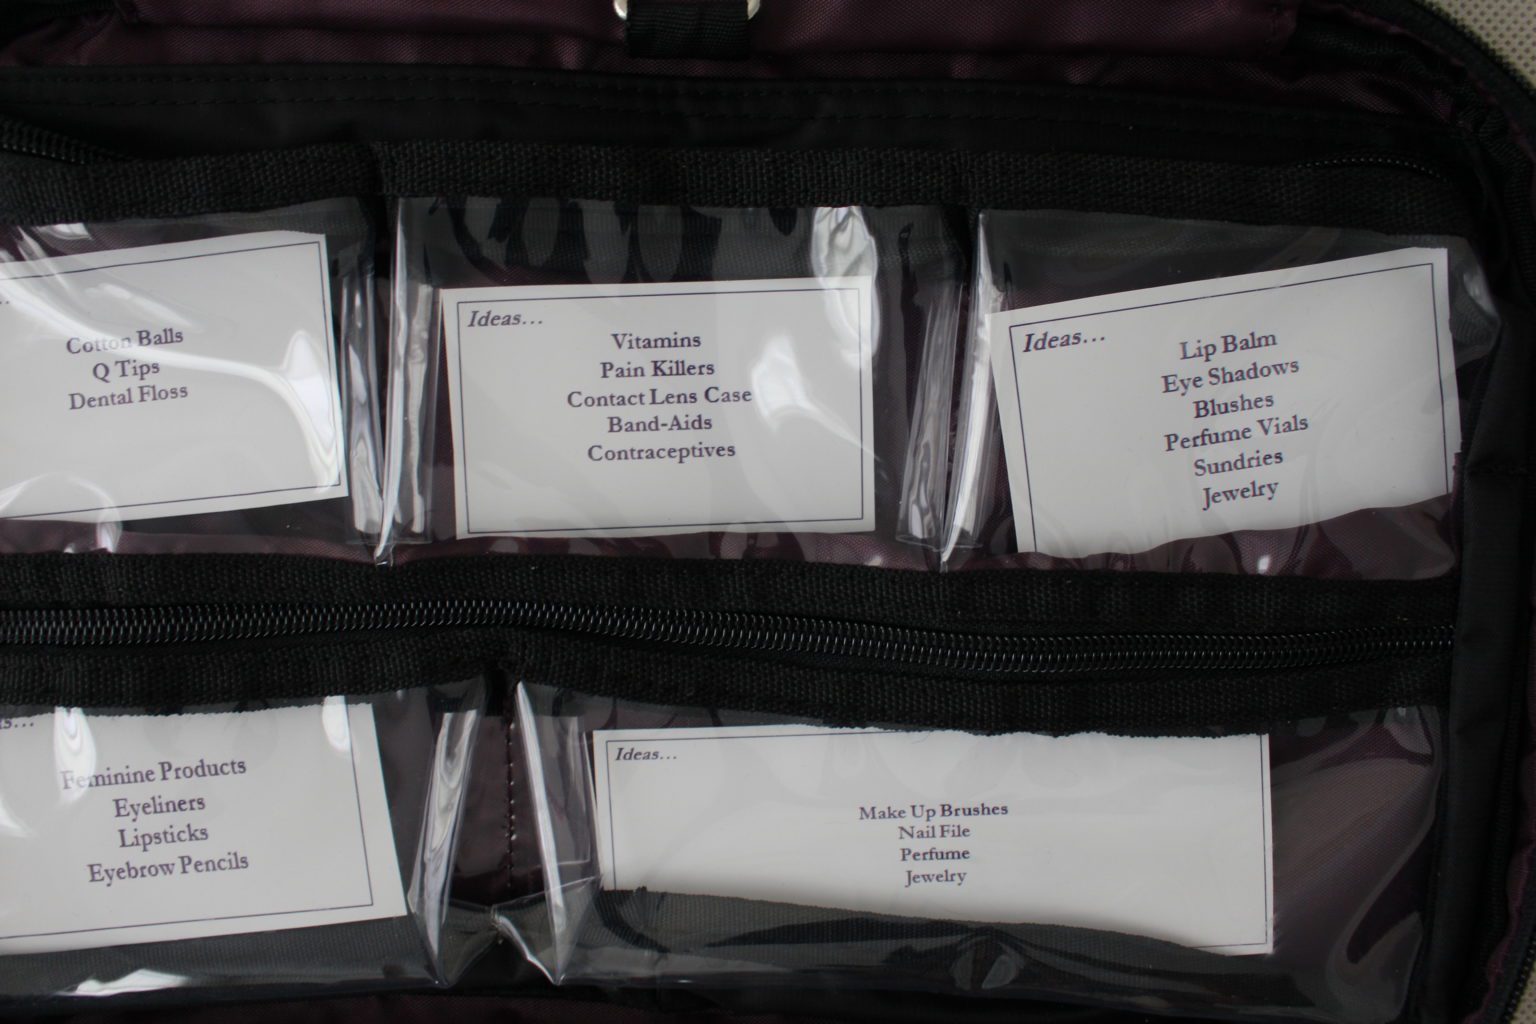 Cotton Balls
Q Tips
Dental Floss
Ideas...
Vitamins
Pain Killers
Contact Lens Case
Band-Aids
Contraceptives
Ideas...
Lip Balm
Eye Shadows
Blushes
Perfume Vials
Sundries
Jewelry
Feminine Products
Eyeliners
Lipsticks
Eyebrow Pencils
Ideas...
Make Up Brushes
Nail File
Perfume
Jewelry